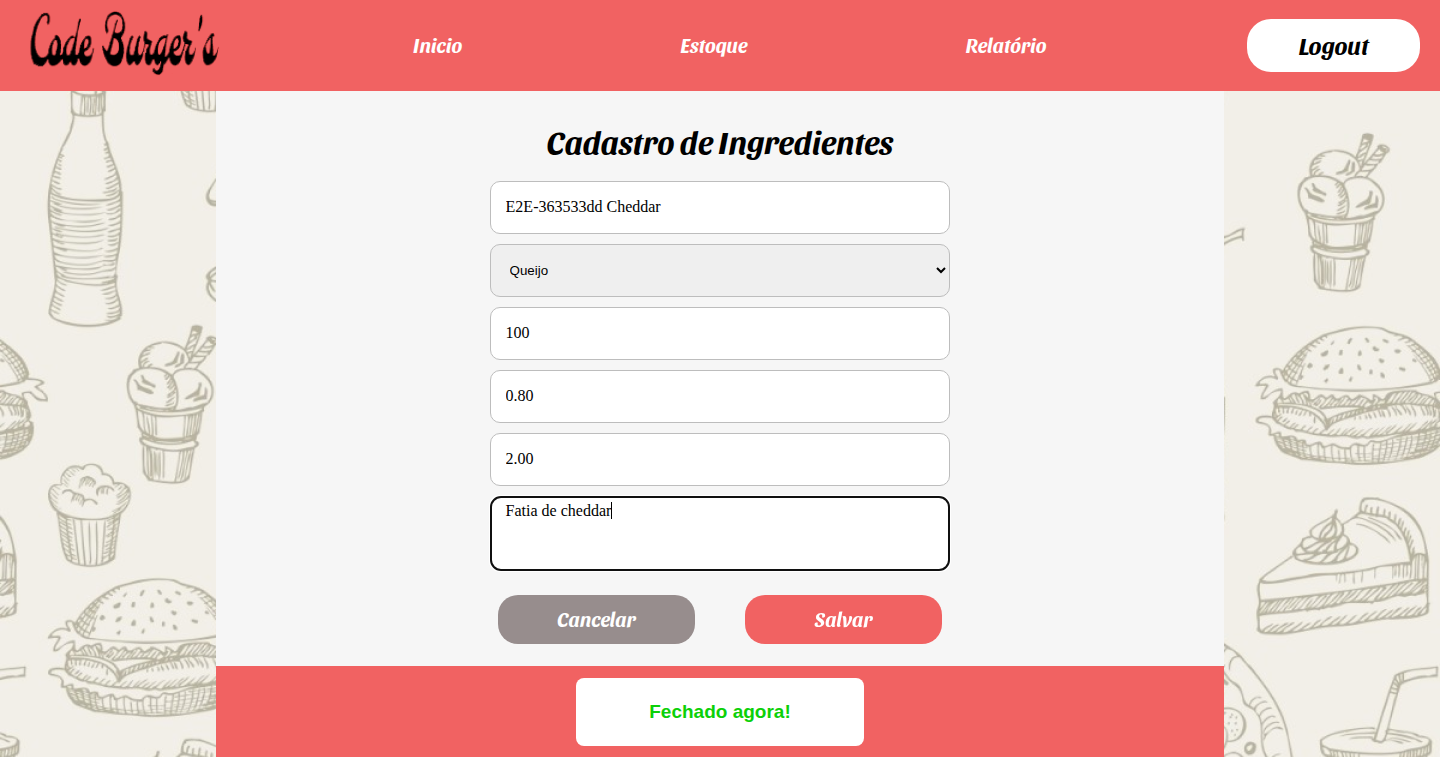 Code Burger's
Inicio
Estoque
Relatório
Logout
Cadastro de Ingredientes
E2E-363533dd Cheddar
Queijo
100
0.80
2.00
Fatia de cheddar
Cancelar
Salvar
Fechado agora!